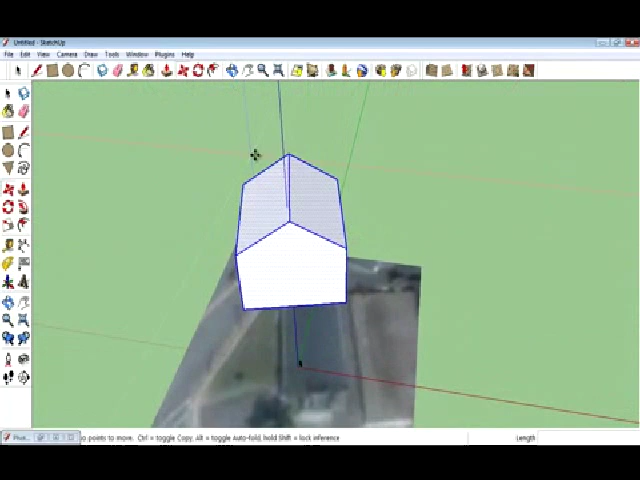 Untitled - SketchUp
File Edit View Camera Draw Tools Window Plugins Help
o points to move. Ctrl = toggle Copy, Alt = toggle Auto-fold, hold Shift = lock inference
Length